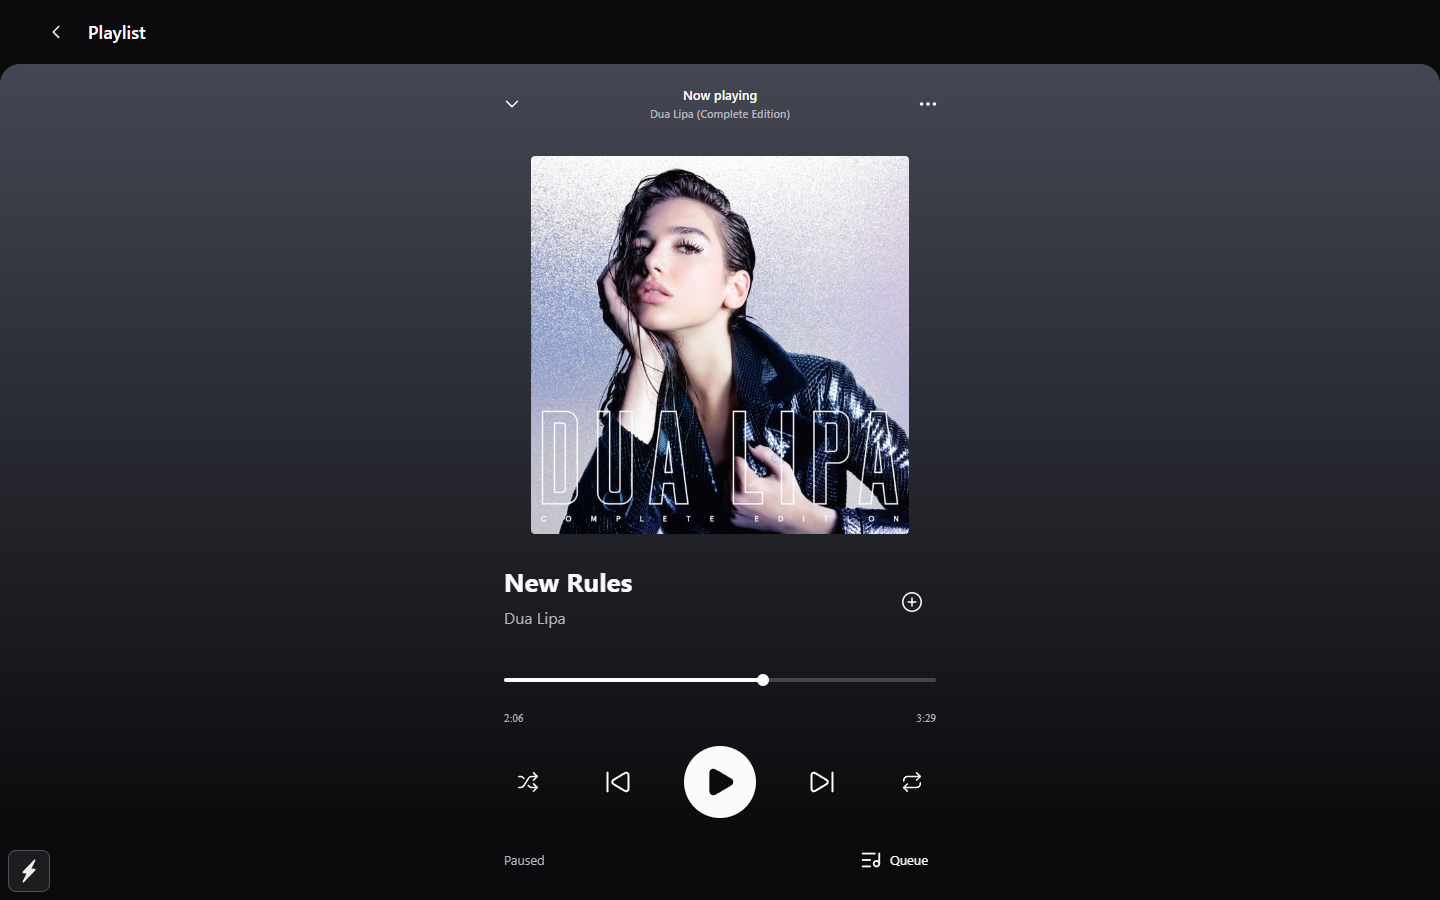 Playlist
Now playing
Dua Lipa (Complete Edition)
DUA LIPA
COMPLETE EDITION
New Rules
Dua Lipa
2:06
3:29
Paused
Queue